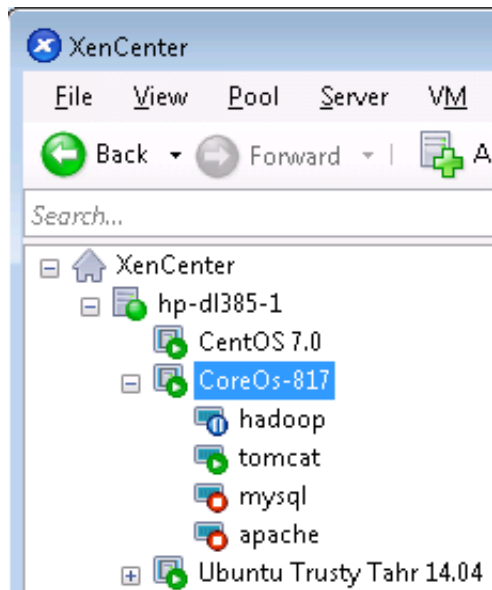 XenCenter
File View Pool Server VM
Back Forward A
Search...
XenCenter
hp-dl385-1
CentOS 7.0
CoreOs-817
hadoop
tomcat
mysql
apache
Ubuntu Trusty Tahr 14.04